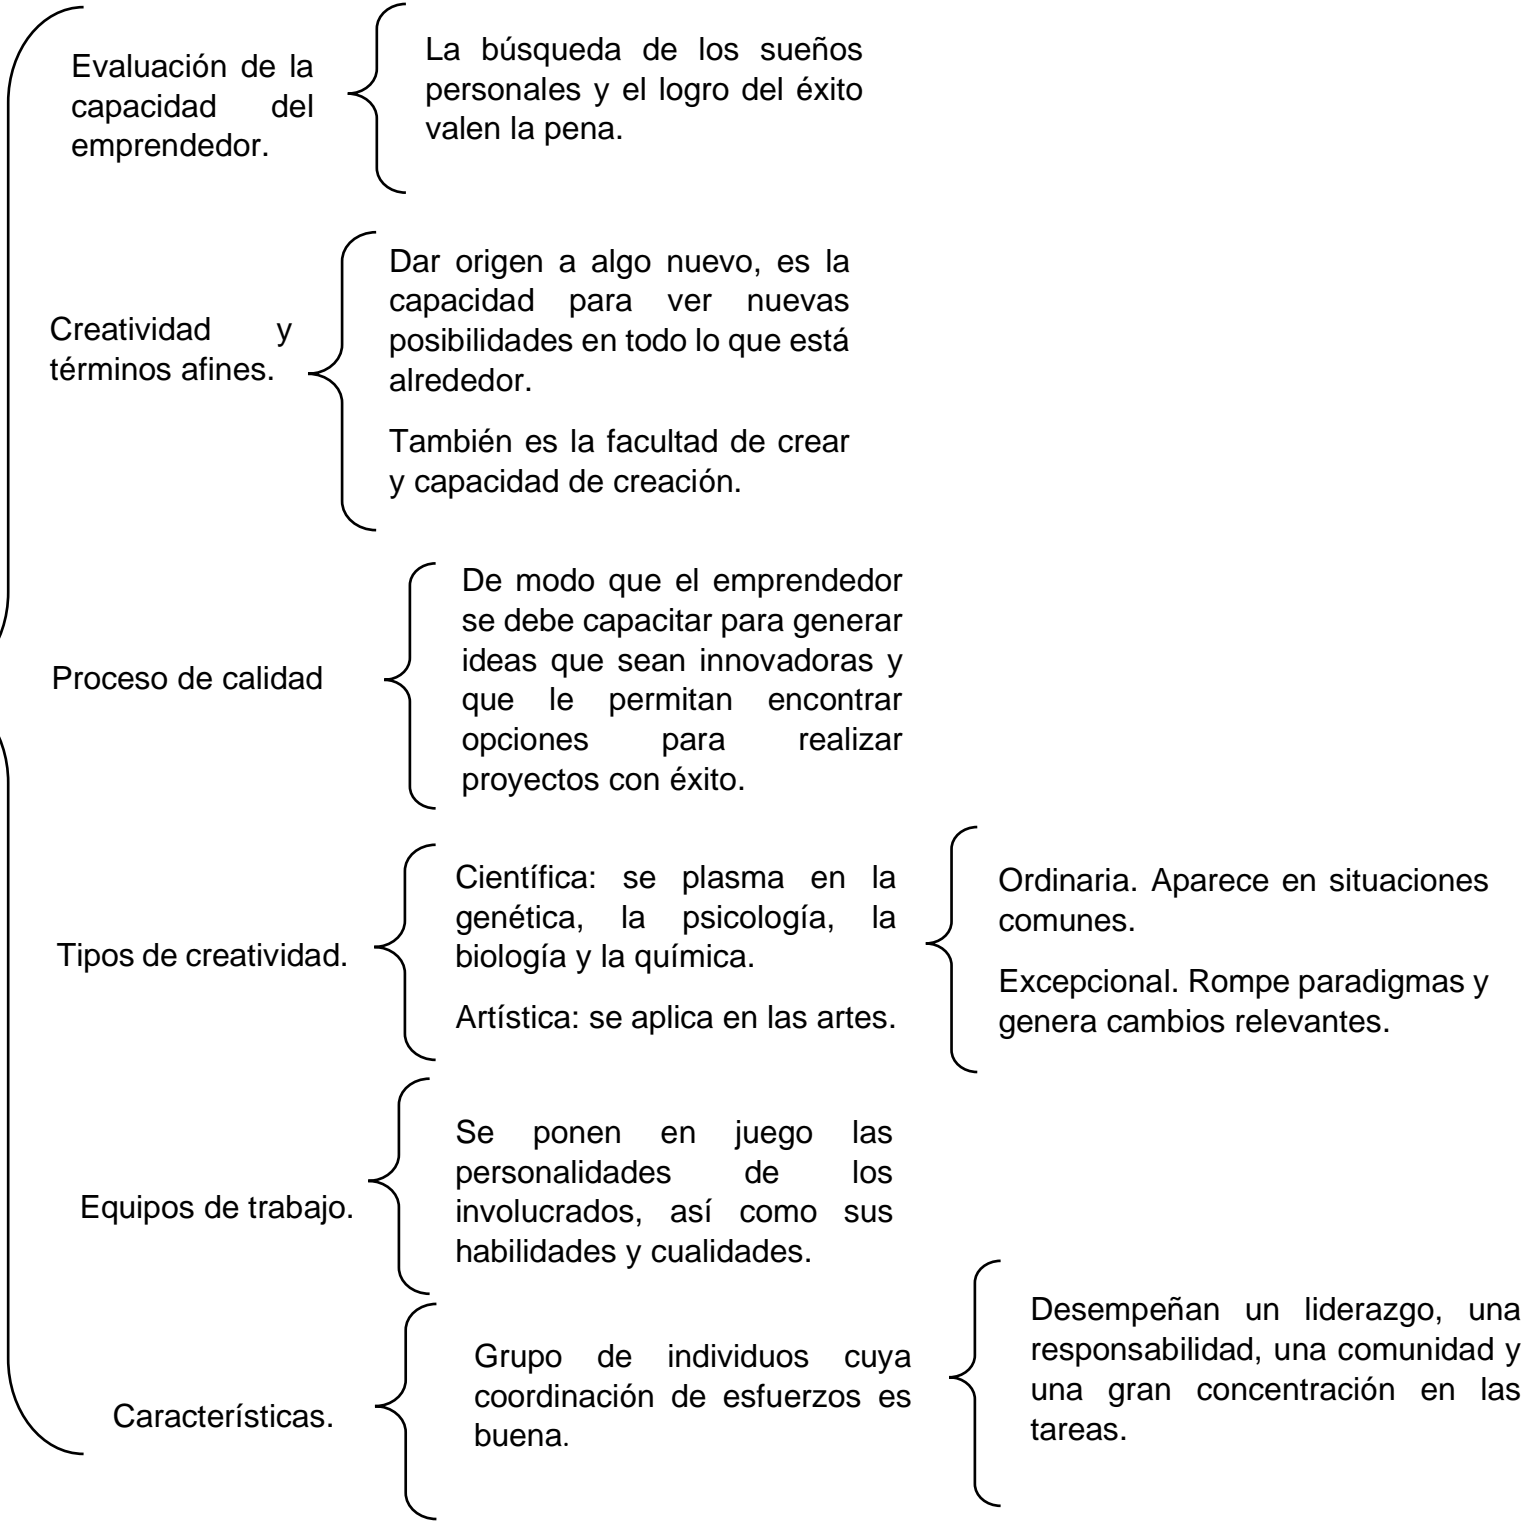 Evaluación de la
capacidad del
emprendedor.
La búsqueda de los sueños
personales y el logro del éxito
valen la pena.
Creatividad y
términos afines.
Dar origen a algo nuevo, es la
capacidad para ver nuevas
posibilidades en todo lo que está
alrededor.
También es la facultad de crear
y capacidad de creación.
Proceso de calidad
De modo que el emprendedor
se debe capacitar para generar
ideas que sean innovadoras y
que le permitan encontrar
opciones para realizar
proyectos con éxito.
Tipos de creatividad.
Científica: se plasma en la
genética, la psicología, la
biología y la química.
Artística: se aplica en las artes.
Ordinaria. Aparece en situaciones
comunes.
Excepcional. Rompe paradigmas y
genera cambios relevantes.
Equipos de trabajo.
Se ponen en juego las
personalidades de los
involucrados, así como sus
habilidades y cualidades.
Características.
Grupo de individuos cuya
coordinación de esfuerzos es
buena.
Desempeñan un liderazgo, una
responsabilidad, una comunidad y
una gran concentración en las
tareas.